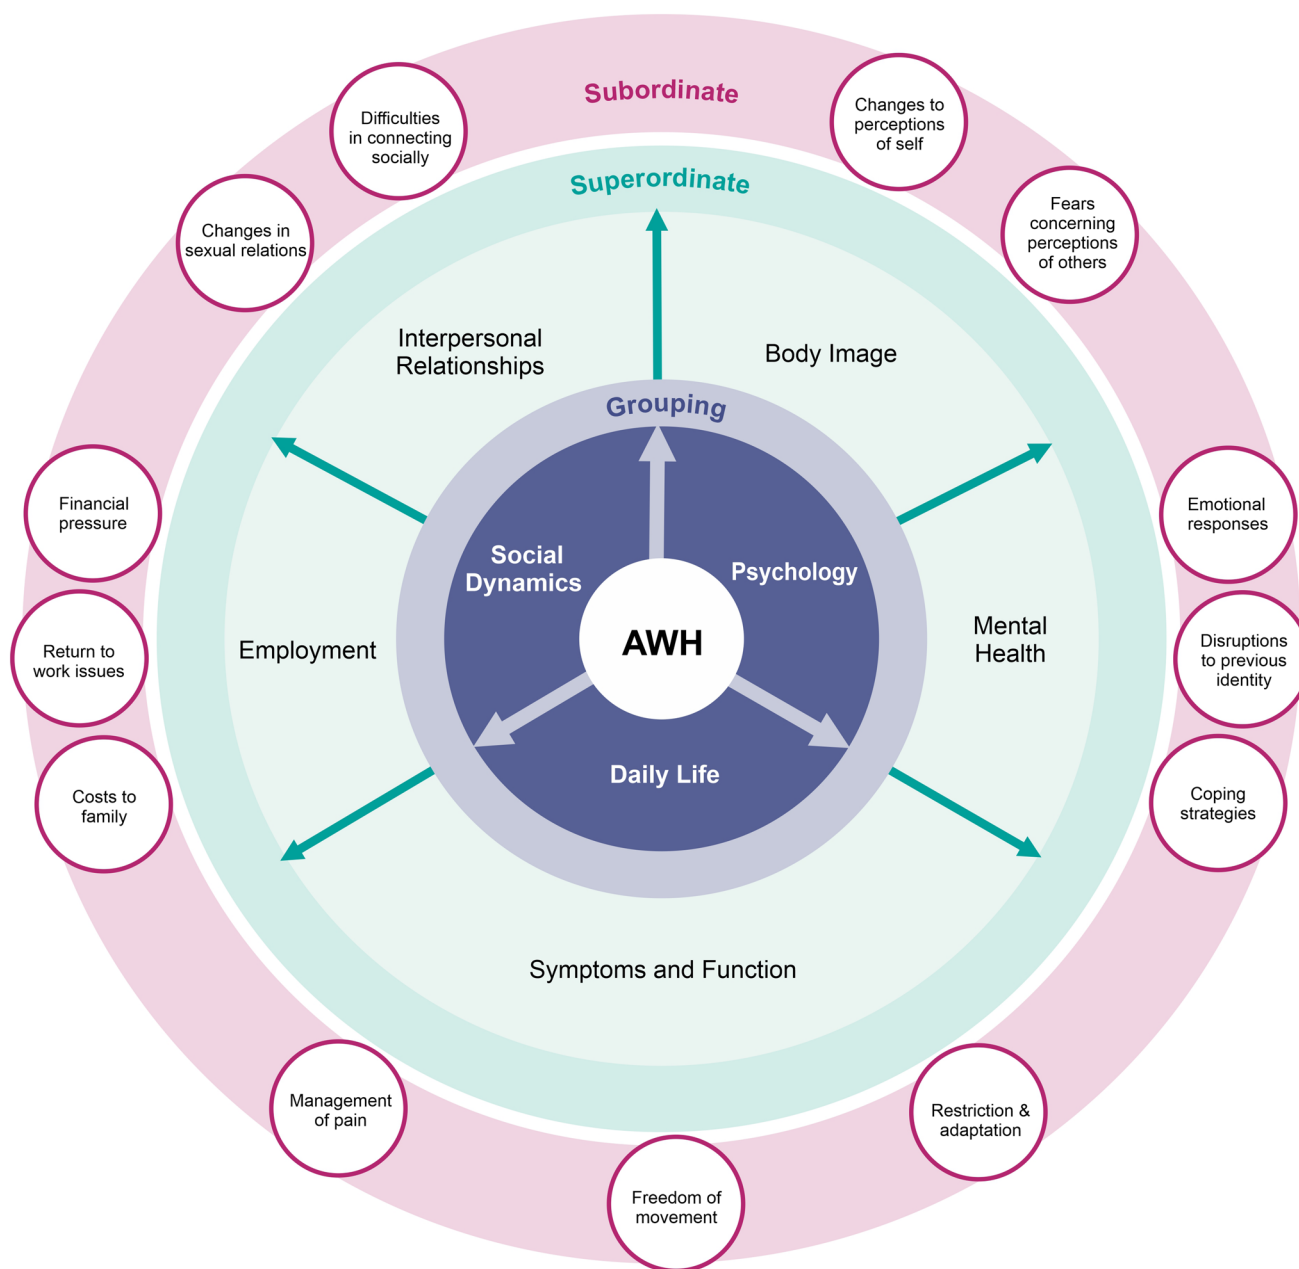 Subordinate
Difficulties
in connecting
socially
Changes to
perceptions
of self
Changes in
sexual relations
Fears
concerning
perceptions
of others
Superordinate
Interpersonal
Relationships
Body Image
Grouping
Financial
pressure
Emotional
responses
Social
Dynamics
Psychology
AWH
Employment
Mental
Health
Return to
work issues
Disruptions
to previous
identity
Daily Life
Costs to
family
Coping
strategies
Symptoms and Function
Management
of pain
Restriction &
adaptation
Freedom of
movement